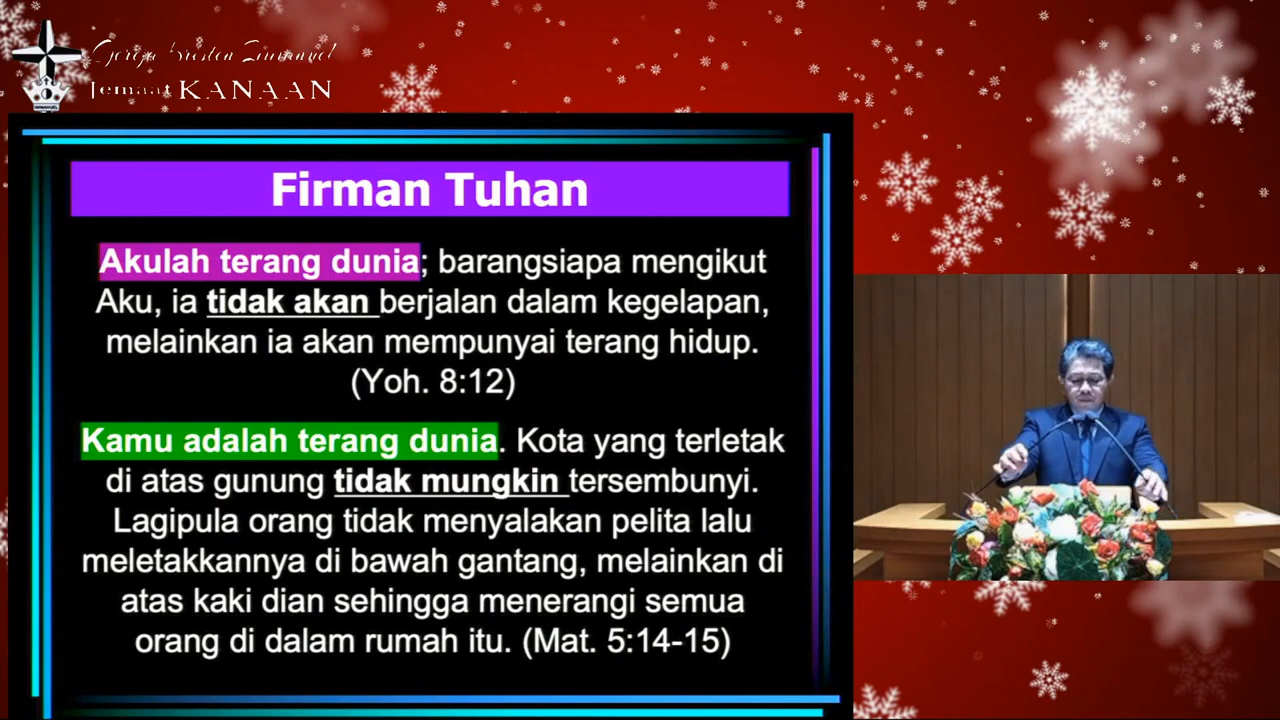 Gereja Kristen Immanuel
Jemaat KANAAN
Firman Tuhan
Akulah terang dunia; barangsiapa mengikut
Aku, ia tidak akan berjalan dalam kegelapan,
melainkan ia akan mempunyai terang hidup.
(Yoh. 8:12)
Kamu adalah terang dunia. Kota yang terletak
di atas gunung tidak mungkin tersembunyi.
Lagipula orang tidak menyalakan pelita lalu
meletakkannya di bawah gantang, melainkan di
atas kaki dian sehingga menerangi semua
orang di dalam rumah itu. (Mat. 5:14-15)